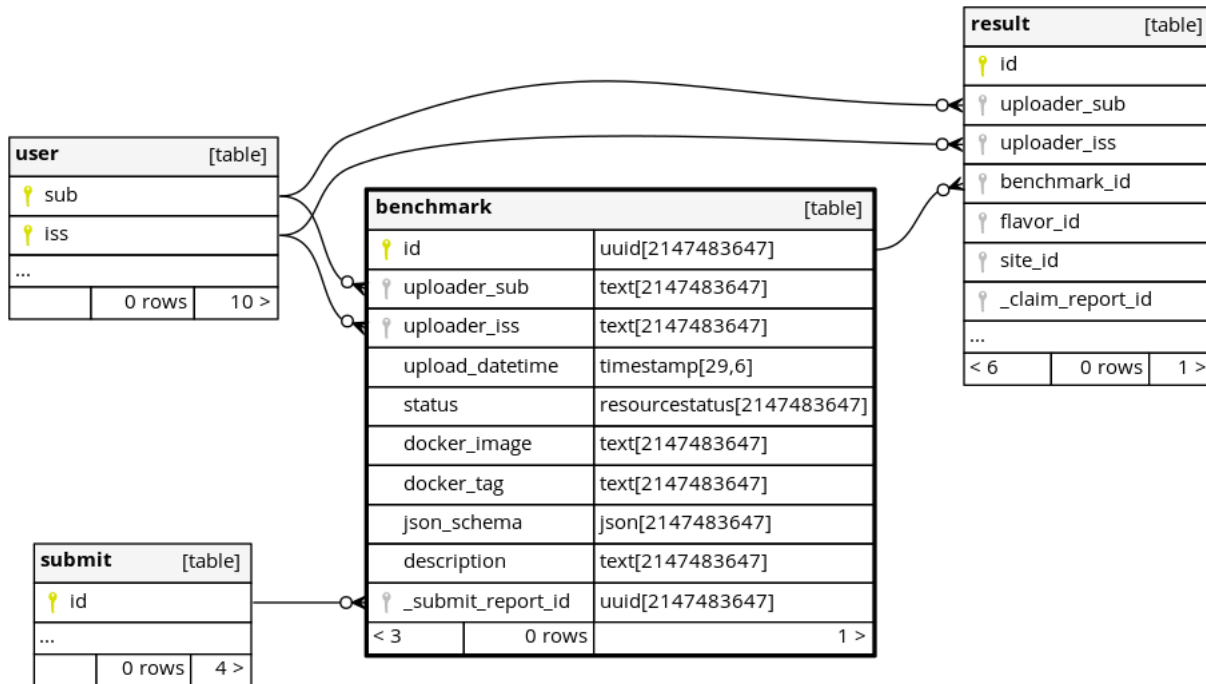 user [table]
sub
iss
...
0 rows 10 >
benchmark [table]
id uuid[2147483647]
uploader_sub text[2147483647]
uploader_iss text[2147483647]
upload_datetime timestamp[29,6]
status resourcestatus[2147483647]
docker_image text[2147483647]
docker_tag text[2147483647]
json_schema json[2147483647]
description text[2147483647]
_submit_report_id uuid[2147483647]
< 3 0 rows 1 >
submit [table]
id
...
0 rows 4 >
result [table]
id
uploader_sub
uploader_iss
benchmark_id
flavor_id
site_id
_claim_report_id
...
< 6 0 rows 1 >